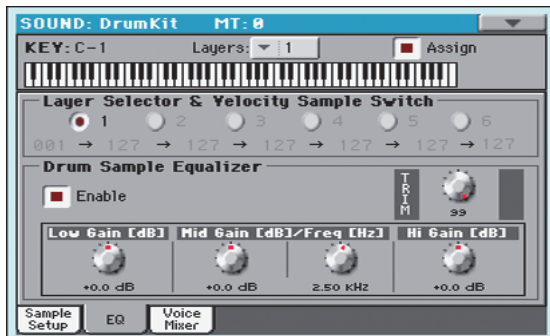 SOUND: DrumKit MT: 0
KEY: C-1 Layers: 1 Assign
Layer Selector & Velocity Sample Switch
1 2 3 4 5 6
001 → 127 → 127 → 127 → 127 → 127 → 127
Drum Sample Equalizer
Enable
TRIM
99
Low Gain [dB] Mid Gain [dB]/Freq [Hz] Hi Gain [dB]
+0.0 dB +0.0 dB 2.50 KHz +0.0 dB
Sample Setup EQ Voice Mixer